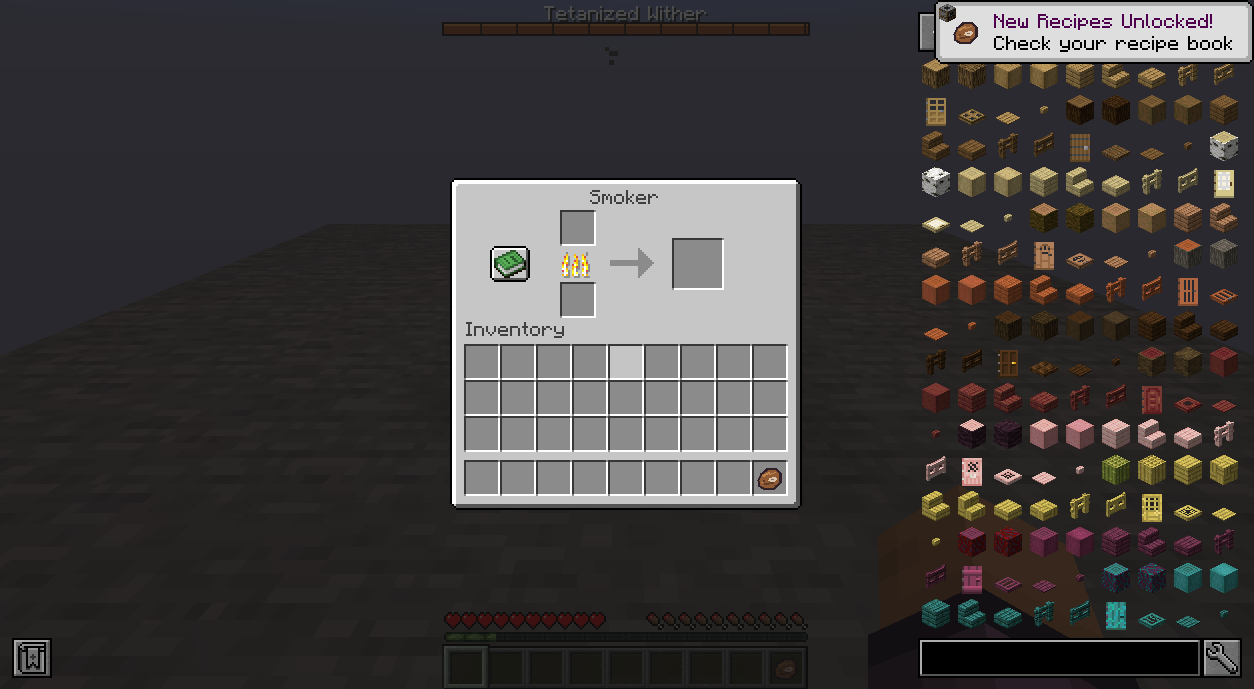 Tetanized Wither
New Recipes Unlocked!
Check your recipe book
Smoker
Inventory